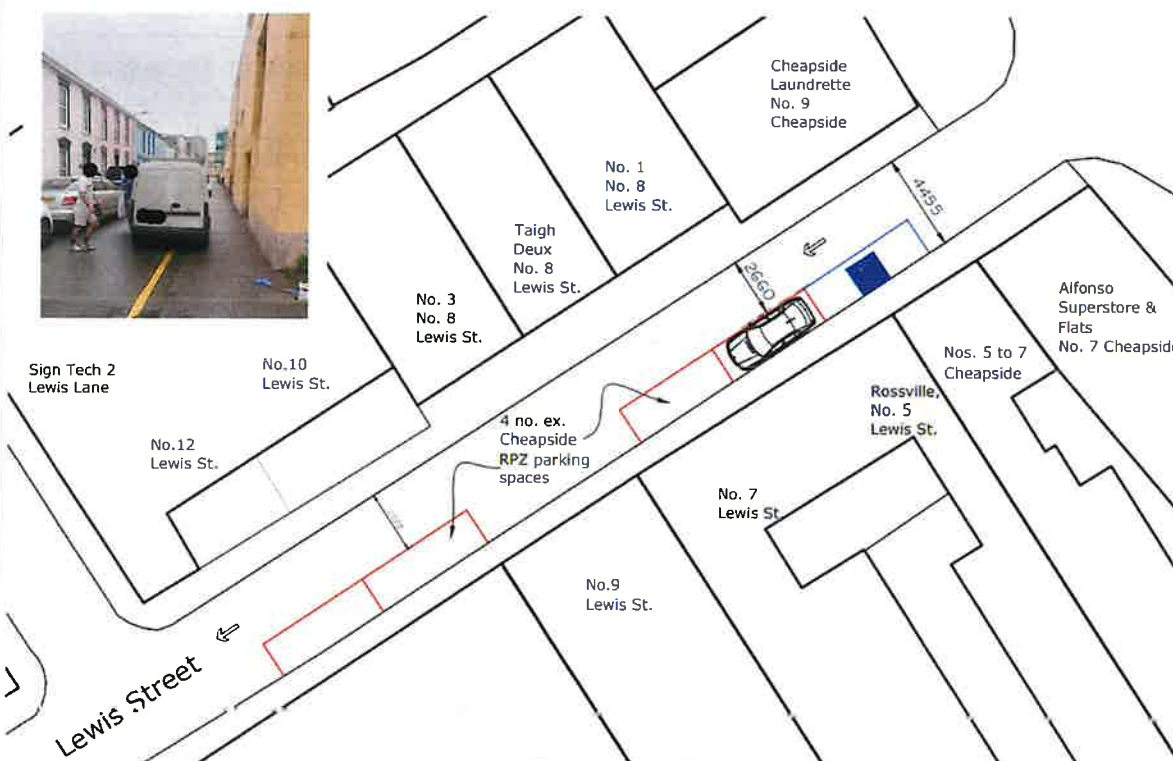 Cheapside
Laundrette
No. 9
Cheapside
No. 1
No. 8
Lewis St.
Taigh
Deux
No. 8
Lewis St.
No. 3
No. 8
Lewis St.
4455
2660
Alfonso
Superstore &
Flats
No. 7 Cheapside
Nos. 5 to 7
Cheapside
Rossville,
No. 5
Lewis St.
Sign Tech 2
Lewis Lane
No.10
Lewis St.
No.12
Lewis St.
4 no. ex.
Cheapside
RPZ parking
spaces
No. 7
Lewis St.
No.9
Lewis St.
Lewis Street